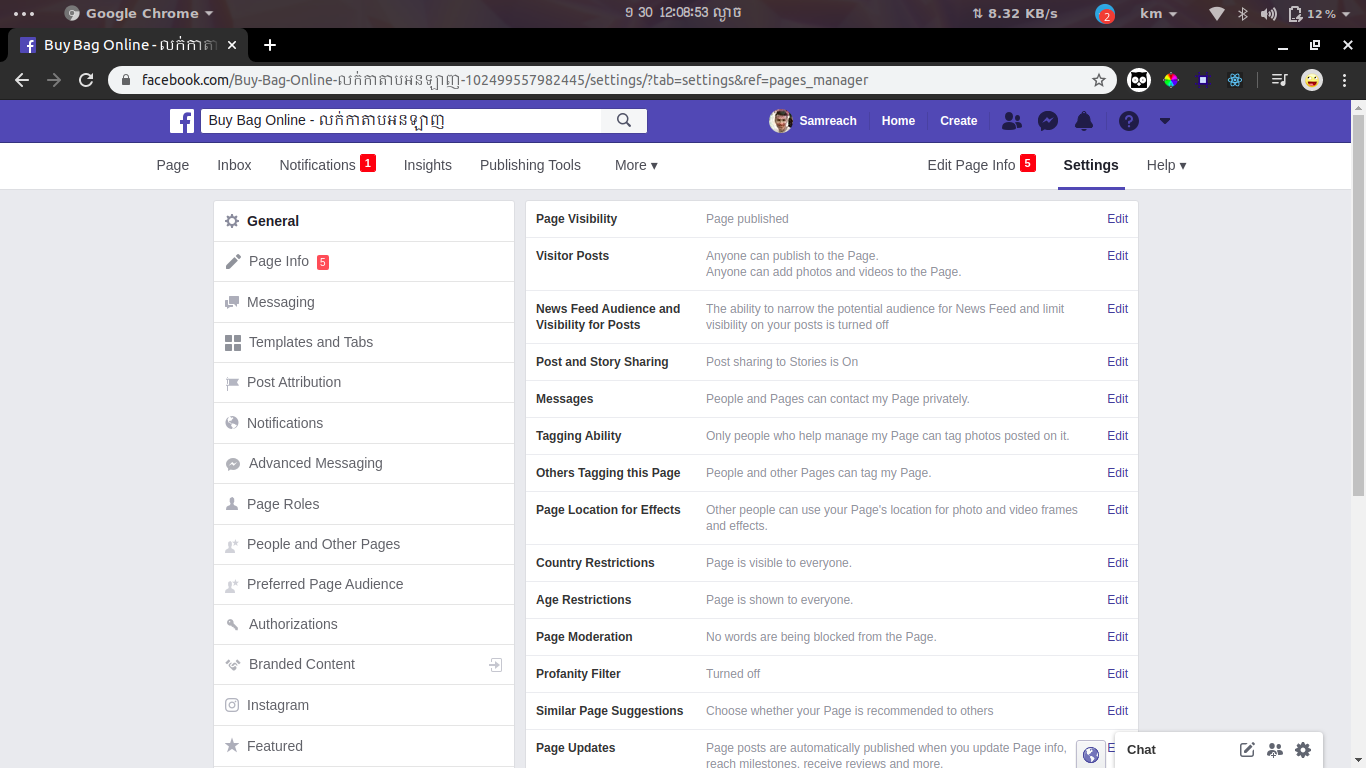 Google Chrome
9 30 12:08:53 ល្ងាច
8.32 KB/s
2
km
12 %
Buy Bag Online - លក់កាតា
facebook.com/Buy-Bag-Online-លក់កាតាបអនឡាញ-102499557982445/settings/?tab=settings&ref=pages_manager
Buy Bag Online - លក់កាតាបអនឡាញ
Samreach
Home
Create
Page
Inbox
Notifications 1
Insights
Publishing Tools
More ▾
Edit Page Info 5
Settings
Help ▾
General
Page Info 5
Messaging
Templates and Tabs
Post Attribution
Notifications
Advanced Messaging
Page Roles
People and Other Pages
Preferred Page Audience
Authorizations
Branded Content
Instagram
Featured
Page Visibility Page published Edit
Visitor Posts Anyone can publish to the Page. Edit
Anyone can add photos and videos to the Page.
News Feed Audience and The ability to narrow the potential audience for News Feed and limit Edit
Visibility for Posts visibility on your posts is turned off
Post and Story Sharing Post sharing to Stories is On Edit
Messages People and Pages can contact my Page privately. Edit
Tagging Ability Only people who help manage my Page can tag photos posted on it. Edit
Others Tagging this Page People and other Pages can tag my Page. Edit
Page Location for Effects Other people can use your Page's location for photo and video frames Edit
and effects.
Country Restrictions Page is visible to everyone. Edit
Age Restrictions Page is shown to everyone. Edit
Page Moderation No words are being blocked from the Page. Edit
Profanity Filter Turned off Edit
Similar Page Suggestions Choose whether your Page is recommended to others Edit
Page Updates Page posts are automatically published when you update Page info,
reach milestones, receive reviews and more.
Chat